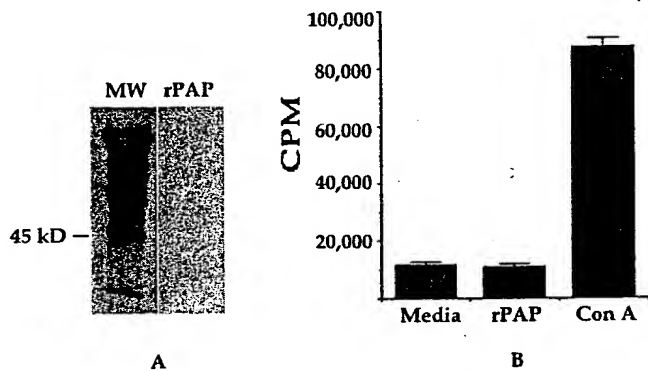 MW rPAP
45 kD
A
CPM
100,000
80,000
60,000
40,000
20,000
Media rPAP Con A
B